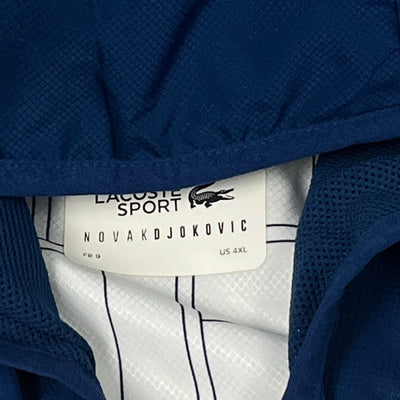 LACOSTE
SPORT
NOVAKDJOKOVIC
FR 9 US 4XL